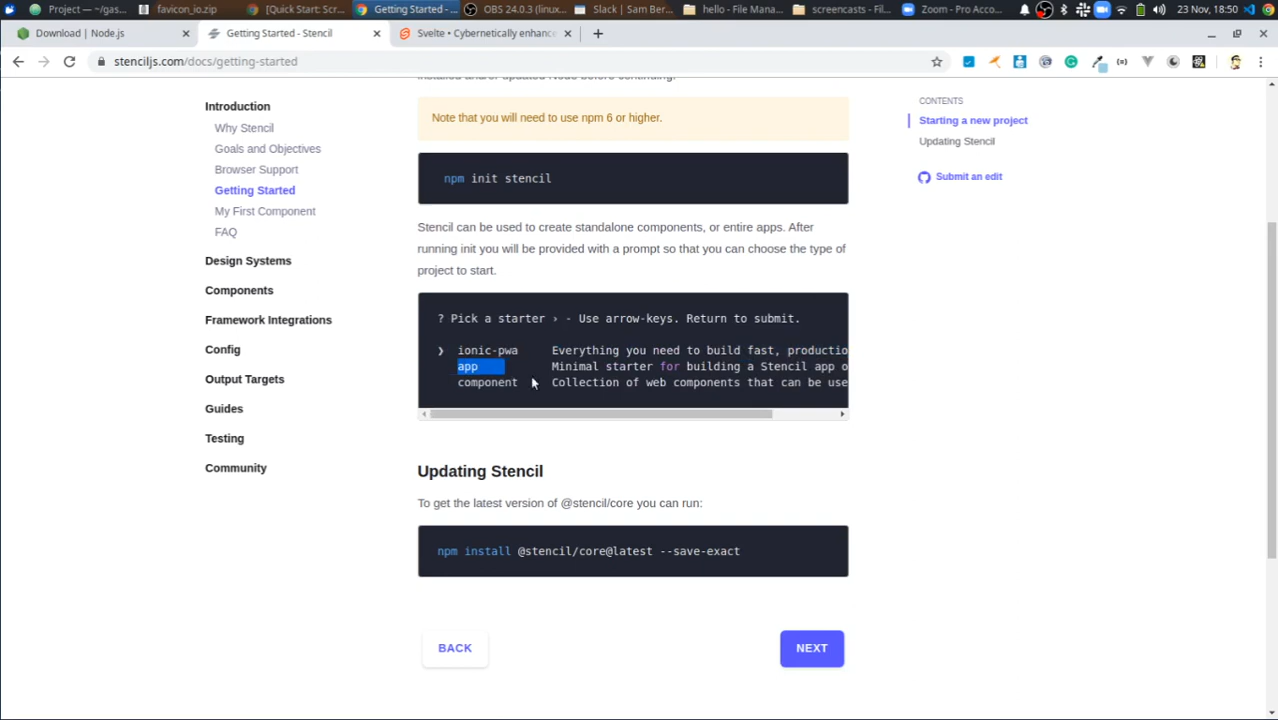 Project — ~/gas...
favicon_io.zip
[Quick Start: Scr...
Getting Started -...
OBS 24.0.3 (linux...
Slack | Sam Ber...
hello - File Mana...
screencasts - Fil...
Zoom - Pro Acco...
23 Nov, 18:50
Download | Node.js
Getting Started - Stencil
Svelte • Cybernetically enhance
stenciljs.com/docs/getting-started
installed and/or updated Node before continuing.
Introduction
Why Stencil
Goals and Objectives
Browser Support
Getting Started
My First Component
FAQ
Design Systems
Components
Framework Integrations
Config
Output Targets
Guides
Testing
Community
Note that you will need to use npm 6 or higher.
npm init stencil
Stencil can be used to create standalone components, or entire apps. After
running init you will be provided with a prompt so that you can choose the type of
project to start.
? Pick a starter › - Use arrow-keys. Return to submit.
❯ ionic-pwa Everything you need to build fast, productio
app Minimal starter for building a Stencil app o
component Collection of web components that can be use
Updating Stencil
To get the latest version of @stencil/core you can run:
npm install @stencil/core@latest --save-exact
BACK
NEXT
CONTENTS
Starting a new project
Updating Stencil
Submit an edit